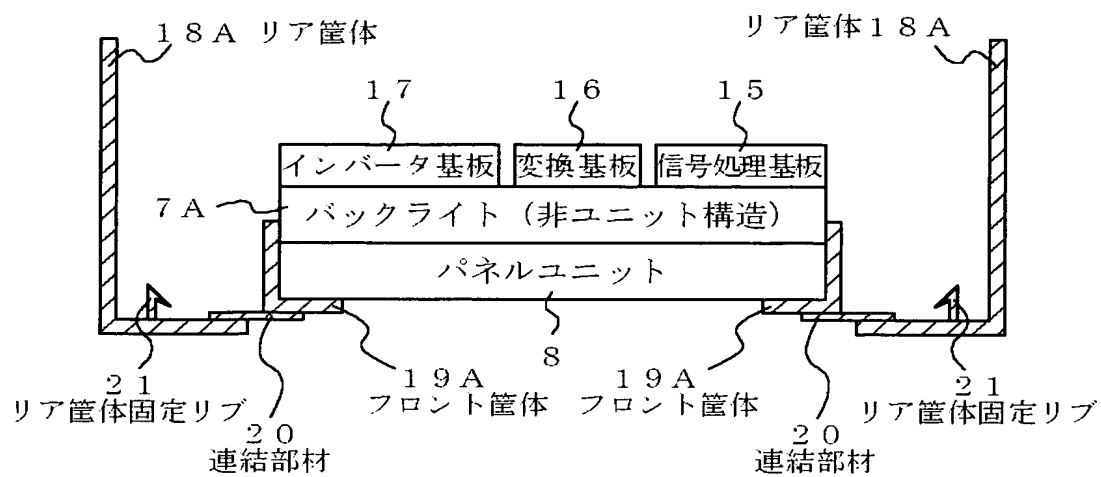 18A リア筐体
リア筐体18A
17
16
15
インバータ基板
変換基板
信号処理基板
7A
バックライト(非ユニット構造)
パネルユニット
8
21
リア筐体固定リブ
19A
フロント筐体
19A
フロント筐体
21
リア筐体固定リブ
20
連結部材
20
連結部材